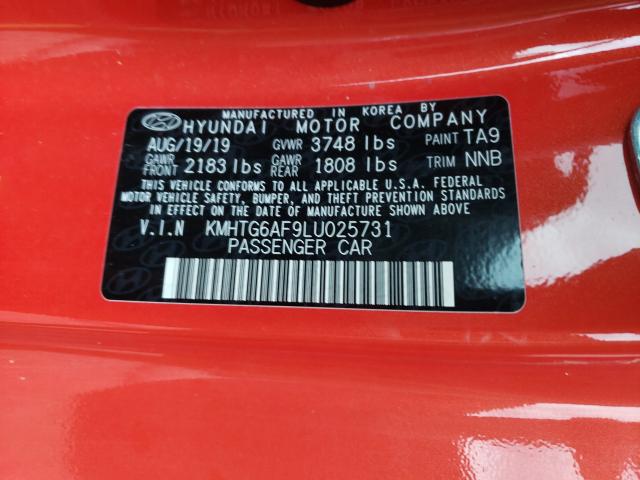 MANUFACTURED IN KOREA BY
HYUNDAI MOTOR COMPANY
AUG/19/19 GVWR 3748 lbs PAINT TA9
GAWR FRONT 2183 lbs GAWR REAR 1808 lbs TRIM NNB
THIS VEHICLE CONFORMS TO ALL APPLICABLE U.S.A. FEDERAL
MOTOR VEHICLE SAFETY, BUMPER, AND THEFT PREVENTION STANDARDS
IN EFFECT ON THE DATE OF MANUFACTURE SHOWN ABOVE
V.I.N KMHTG6AF9LU025731
PASSENGER CAR